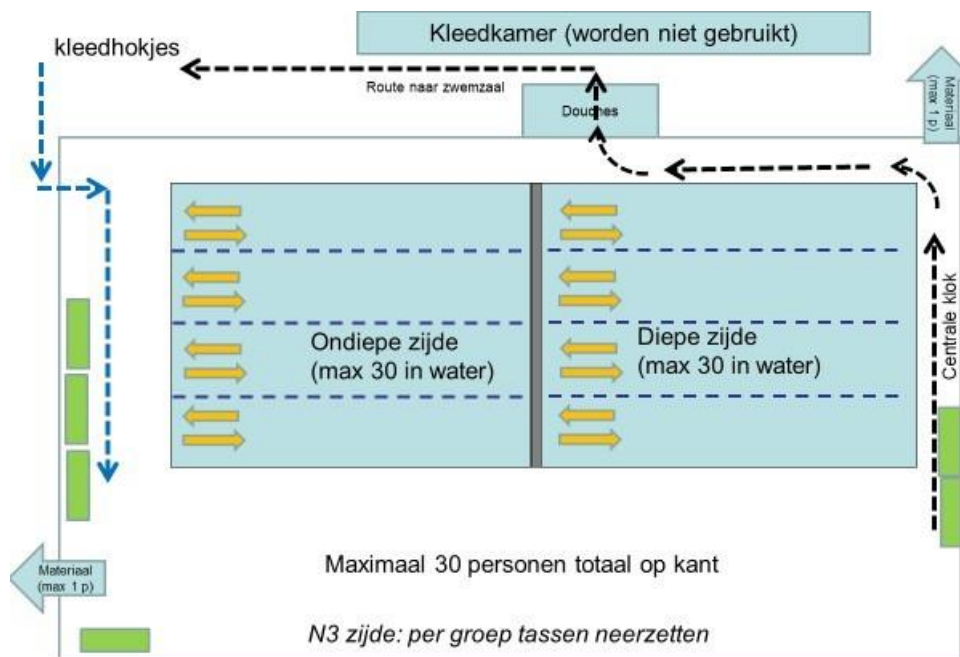 Kleedkamer (worden niet gebruikt)
kleedhokjes
Route naar zwemzaal
Douches
Materiaal
(max 1 p)
Centrale klok
Ondiepe zijde
(max 30 in water)
Diepe zijde
(max 30 in water)
Materiaal
(max 1 p)
Maximaal 30 personen totaal op kant
N3 zijde: per groep tassen neerzetten